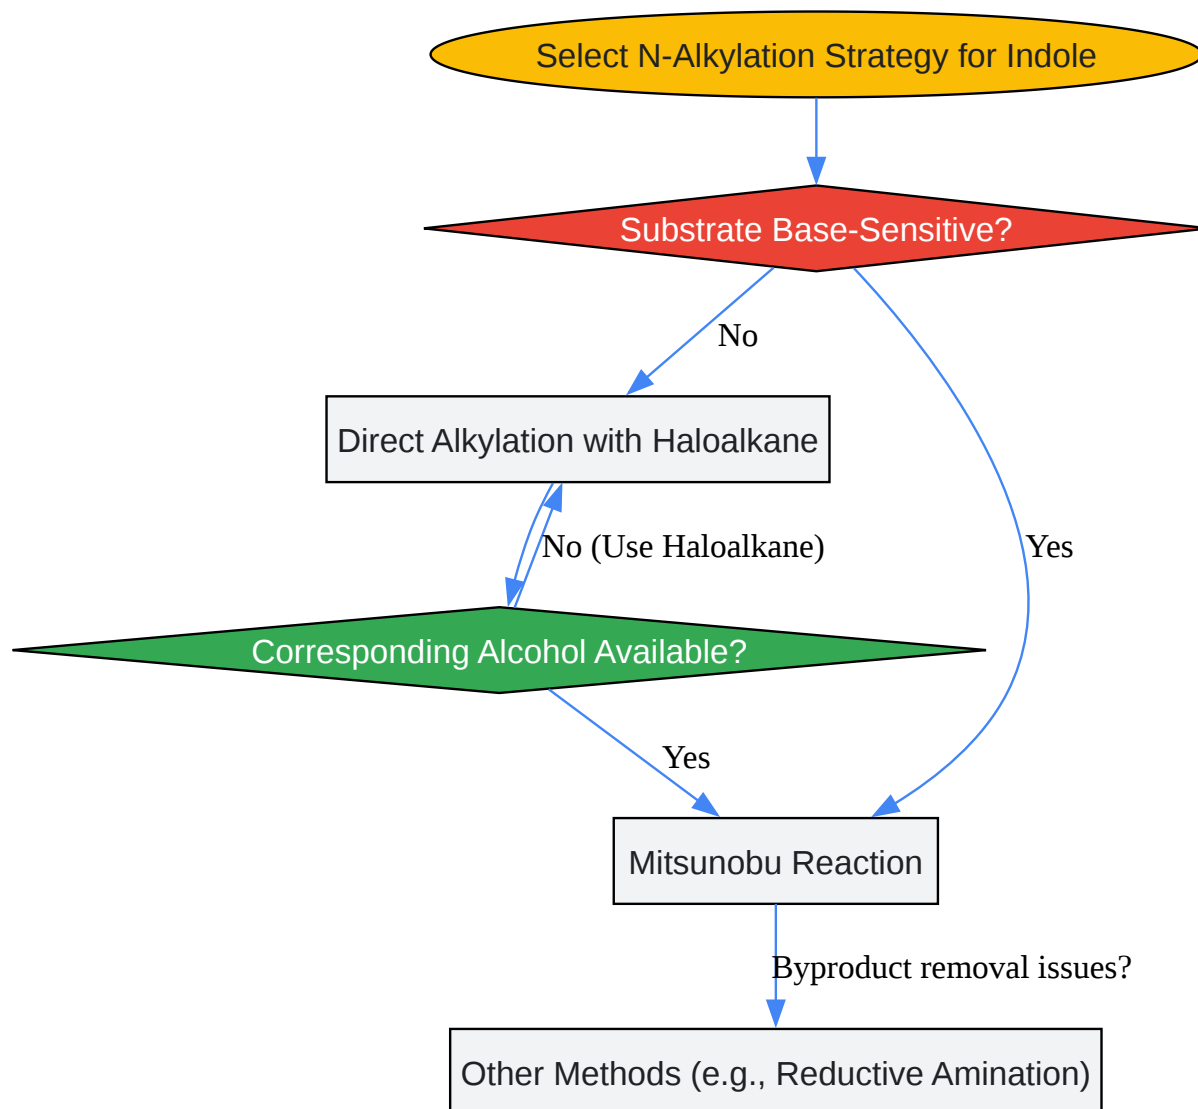 Select N-Alkylation Strategy for Indole
Substrate Base-Sensitive?
No
Direct Alkylation with Haloalkane
No (Use Haloalkane)
Yes
Corresponding Alcohol Available?
Yes
Mitsunobu Reaction
Byproduct removal issues?
Other Methods (e.g., Reductive Amination)